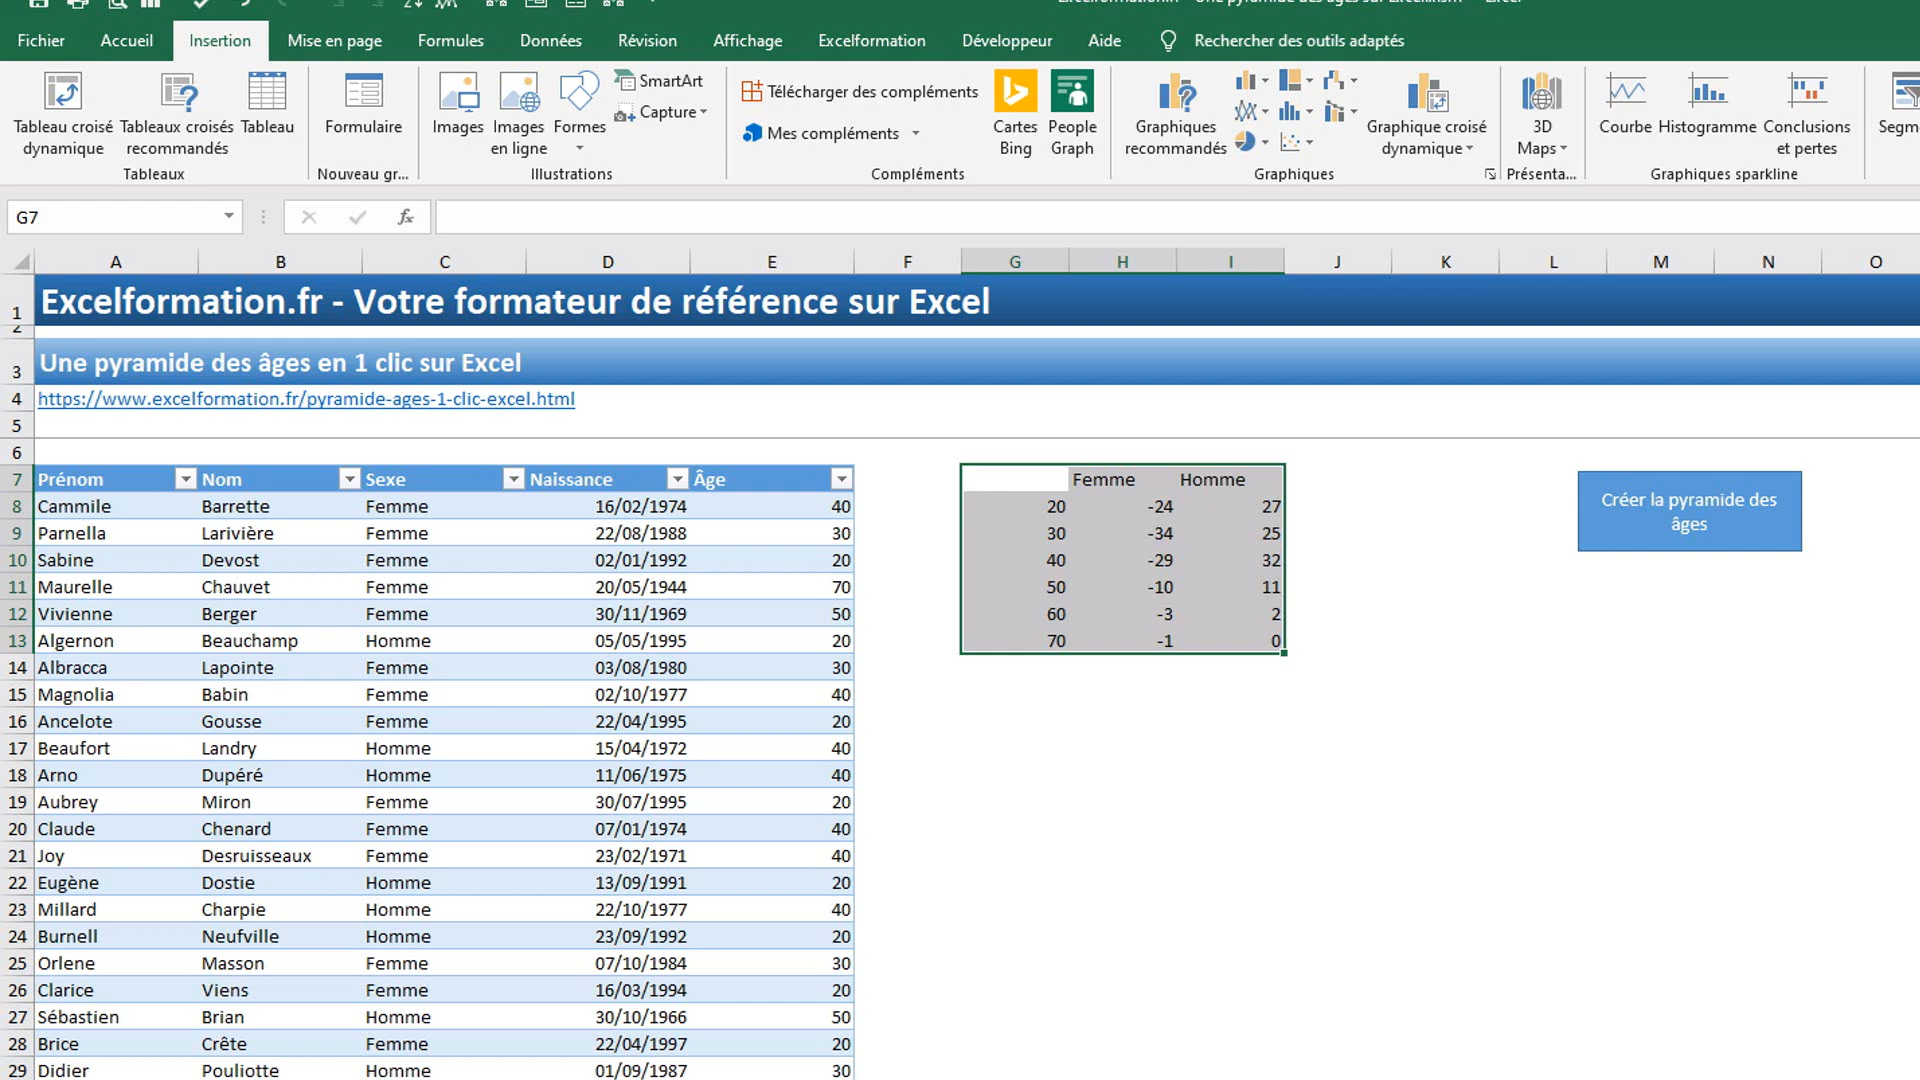 Fichier Accueil Insertion Mise en page Formules Données Révision Affichage Excelformation Développeur Aide Rechercher des outils adaptés
SmartArt
Télécharger des compléments
Capture
Mes compléments
Tableau croisé dynamique
Tableaux croisés recommandés
Tableau
Formulaire
Images
Images en ligne
Formes
Cartes Bing
People Graph
Graphiques recommandés
Graphique croisé dynamique
3D Maps
Courbe
Histogramme
Conclusions et pertes
Segm
Tableaux Nouveau gr... Illustrations Compléments Graphiques Présenta... Graphiques sparkline
G7 fx
A B C D E F G H I J K L M N O
1 Excelformation.fr - Votre formateur de référence sur Excel
2
3 Une pyramide des âges en 1 clic sur Excel
4 https://www.excelformation.fr/pyramide-ages-1-clic-excel.html
5
6
7 Prénom Nom Sexe Naissance Âge Femme Homme
8 Cammile Barrette Femme 16/02/1974 40 20 -24 27
9 Parnella Larivière Femme 22/08/1988 30 30 -34 25
10 Sabine Devost Femme 02/01/1992 20 40 -29 32
11 Maurelle Chauvet Femme 20/05/1944 70 50 -10 11
12 Vivienne Berger Femme 30/11/1969 50 60 -3 2
13 Algernon Beauchamp Homme 05/05/1995 20 70 -1 0
14 Albracca Lapointe Femme 03/08/1980 30
15 Magnolia Babin Femme 02/10/1977 40
16 Ancelote Gousse Femme 22/04/1995 20
17 Beaufort Landry Homme 15/04/1972 40
18 Arno Dupéré Homme 11/06/1975 40
19 Aubrey Miron Femme 30/07/1995 20
20 Claude Chenard Femme 07/01/1974 40
21 Joy Desruisseaux Femme 23/02/1971 40
22 Eugène Dostie Homme 13/09/1991 20
23 Millard Charpie Homme 22/10/1977 40
24 Burnell Neufville Homme 23/09/1992 20
25 Orlene Masson Femme 07/10/1984 30
26 Clarice Viens Femme 16/03/1994 20
27 Sébastien Brian Homme 30/10/1966 50
28 Brice Crête Femme 22/04/1997 20
29 Didier Pouliotte Homme 01/09/1987 30
Créer la pyramide des
âges